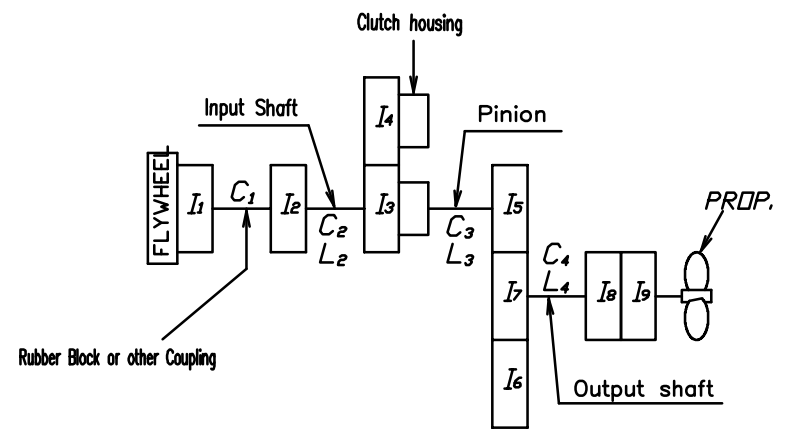 Clutch housing
Input Shaft
Pinion
FLYWHEEL
I1
C1
I2
C2
L2
I4
I3
C3
L3
I5
I7
I6
C4
L4
I8
I9
PROP.
Rubber Block or other Coupling
Output shaft